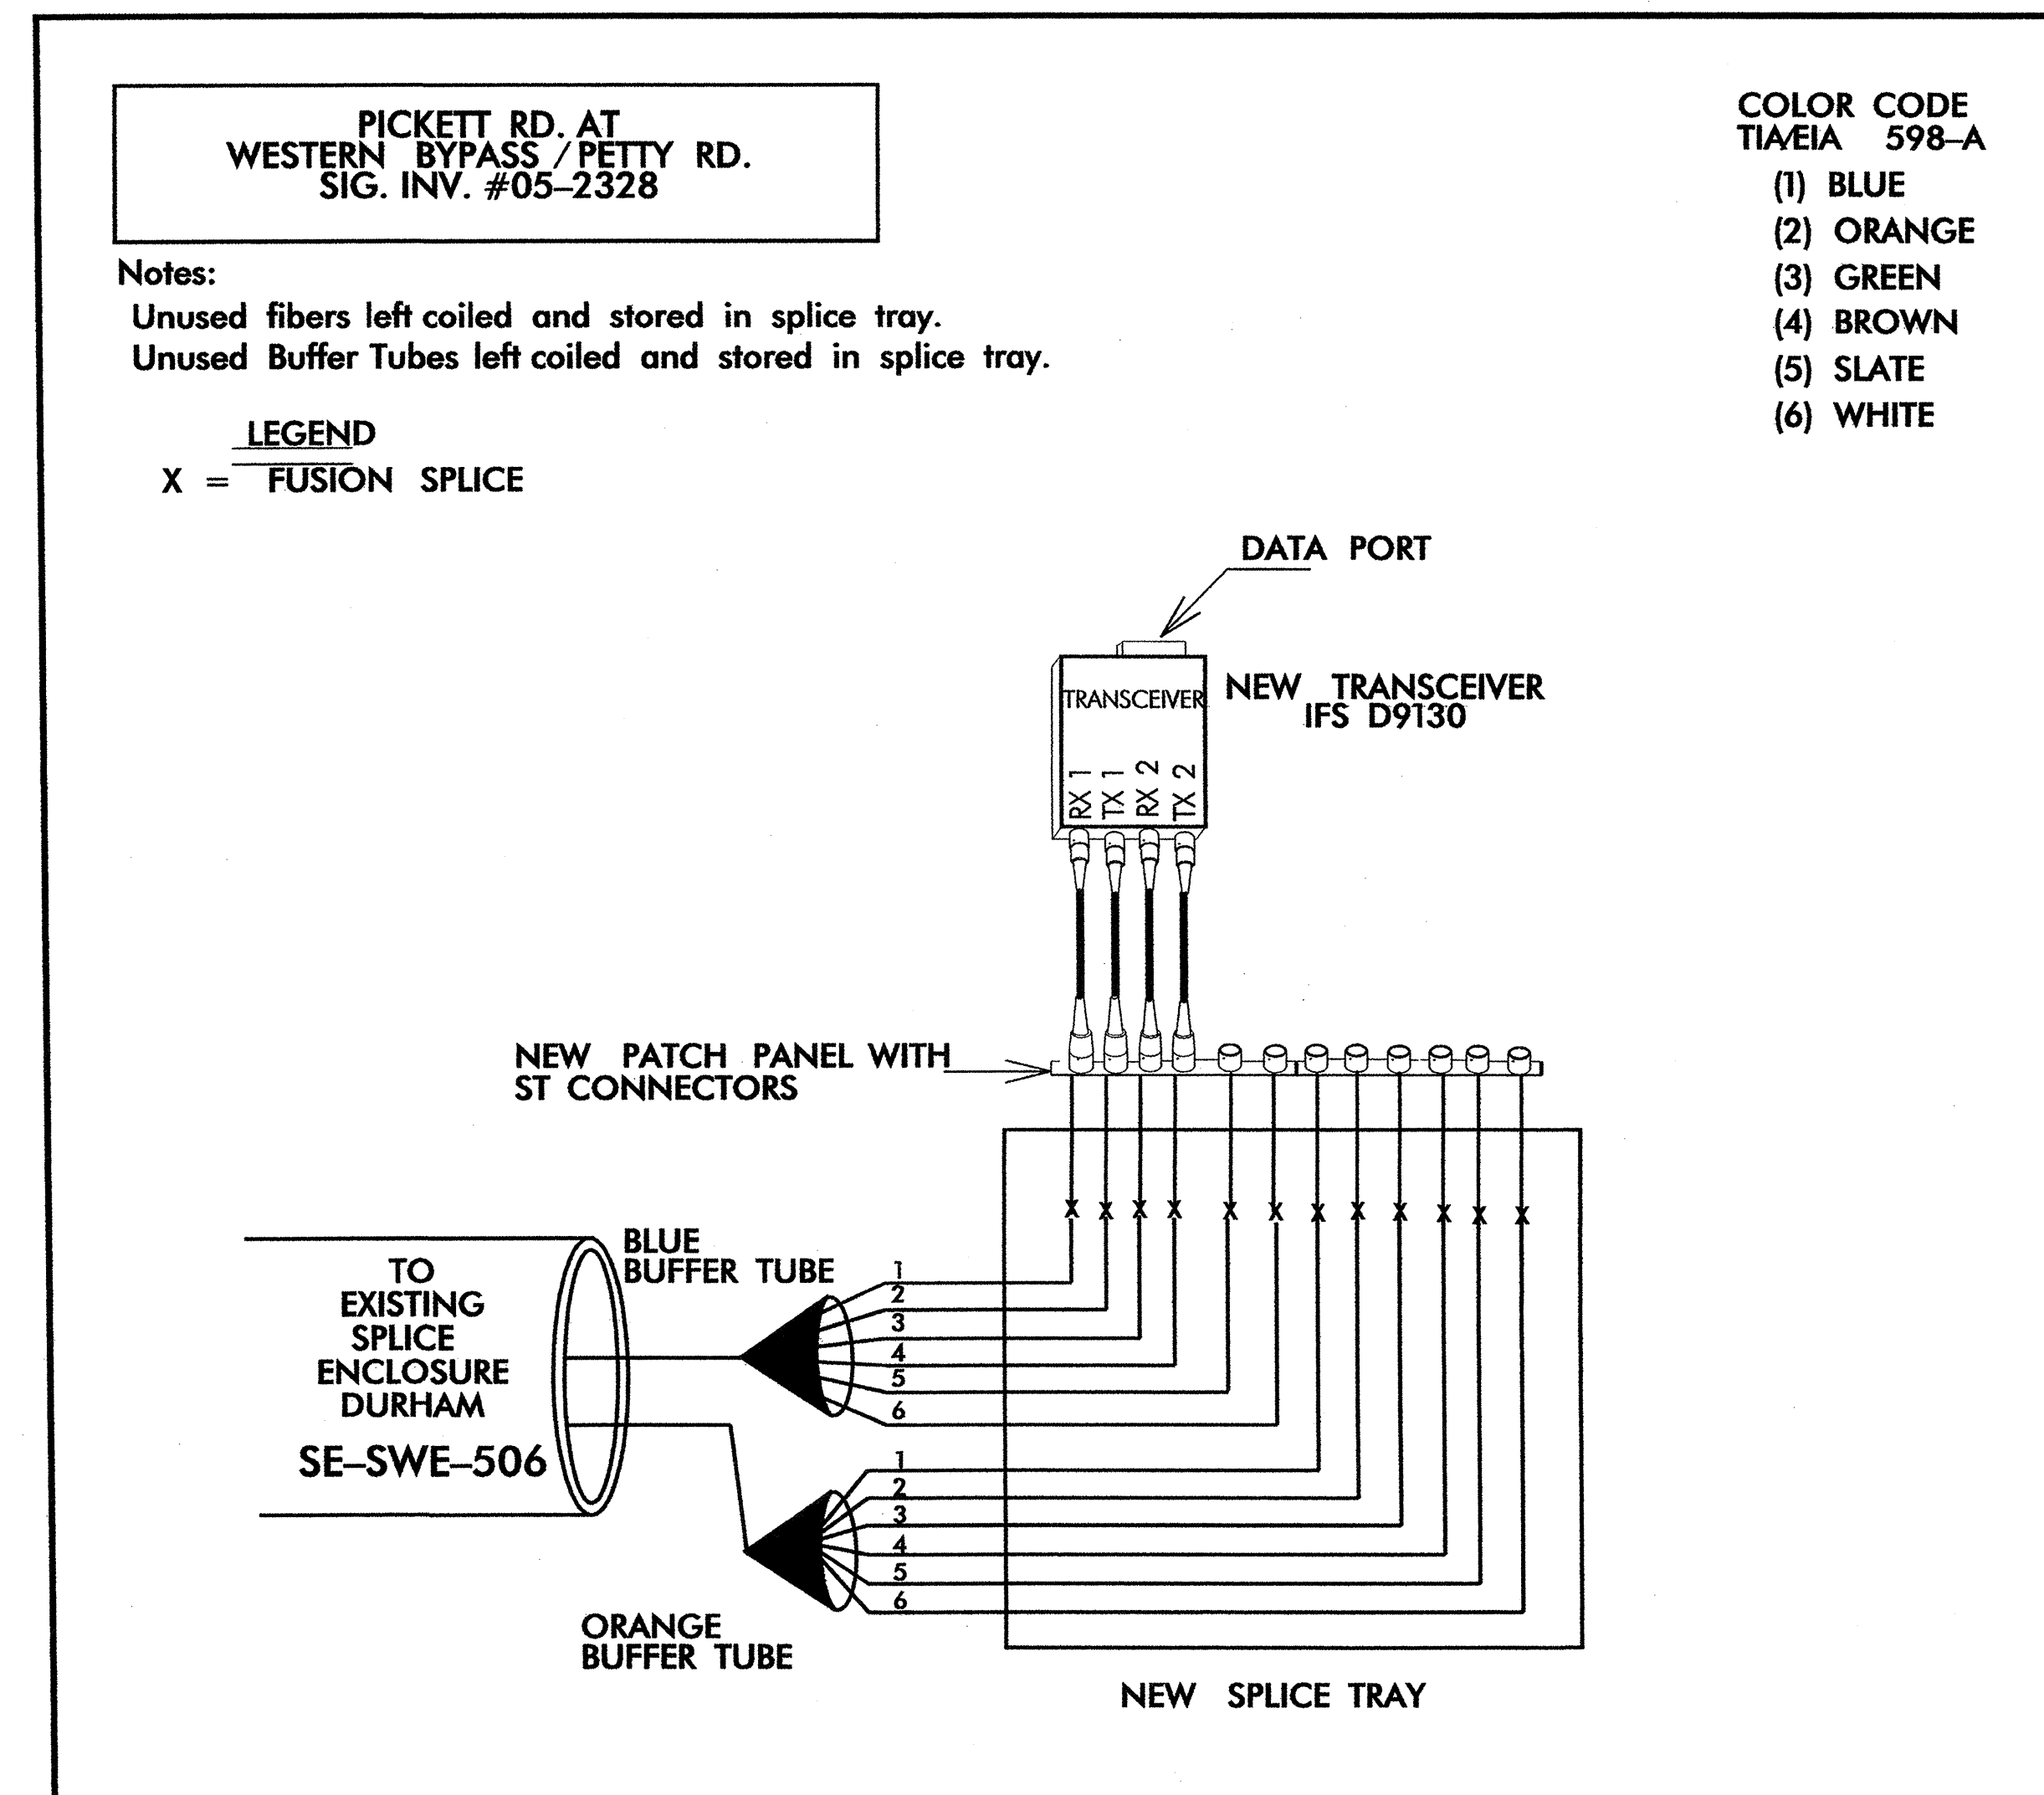 PICKETT RD. AT
WESTERN BYPASS / PETTY RD.
SIG. INV. #05–2328
COLOR CODE
TIA/EIA 598–A
(1) BLUE
(2) ORANGE
(3) GREEN
(4) BROWN
(5) SLATE
(6) WHITE
Notes:
Unused fibers left coiled and stored in splice tray.
Unused Buffer Tubes left coiled and stored in splice tray.
LEGEND
X = FUSION SPLICE
DATA PORT
TRANSCEIVER
NEW TRANSCEIVER
IFS D9130
RX 1
TX 1
RX 2
TX 2
NEW PATCH PANEL WITH
ST CONNECTORS
X X X X X X X X X X X X
BLUE
BUFFER TUBE
TO
EXISTING
SPLICE
ENCLOSURE
DURHAM
SE–SWE–506
1
2
3
4
5
6
1
2
3
4
5
6
ORANGE
BUFFER TUBE
NEW SPLICE TRAY